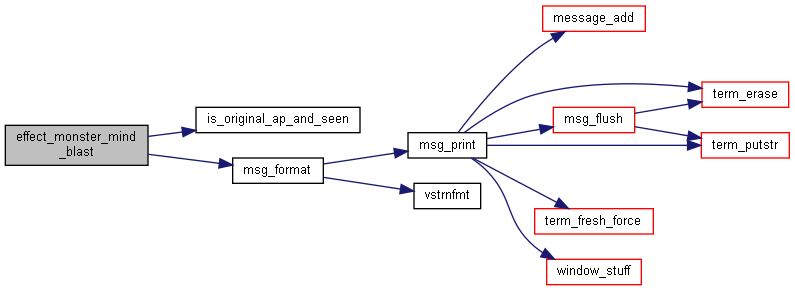 effect_monster_mind
_blast
is_original_ap_and_seen
msg_format
msg_print
vstrnfmt
message_add
term_erase
msg_flush
term_putstr
term_fresh_force
window_stuff